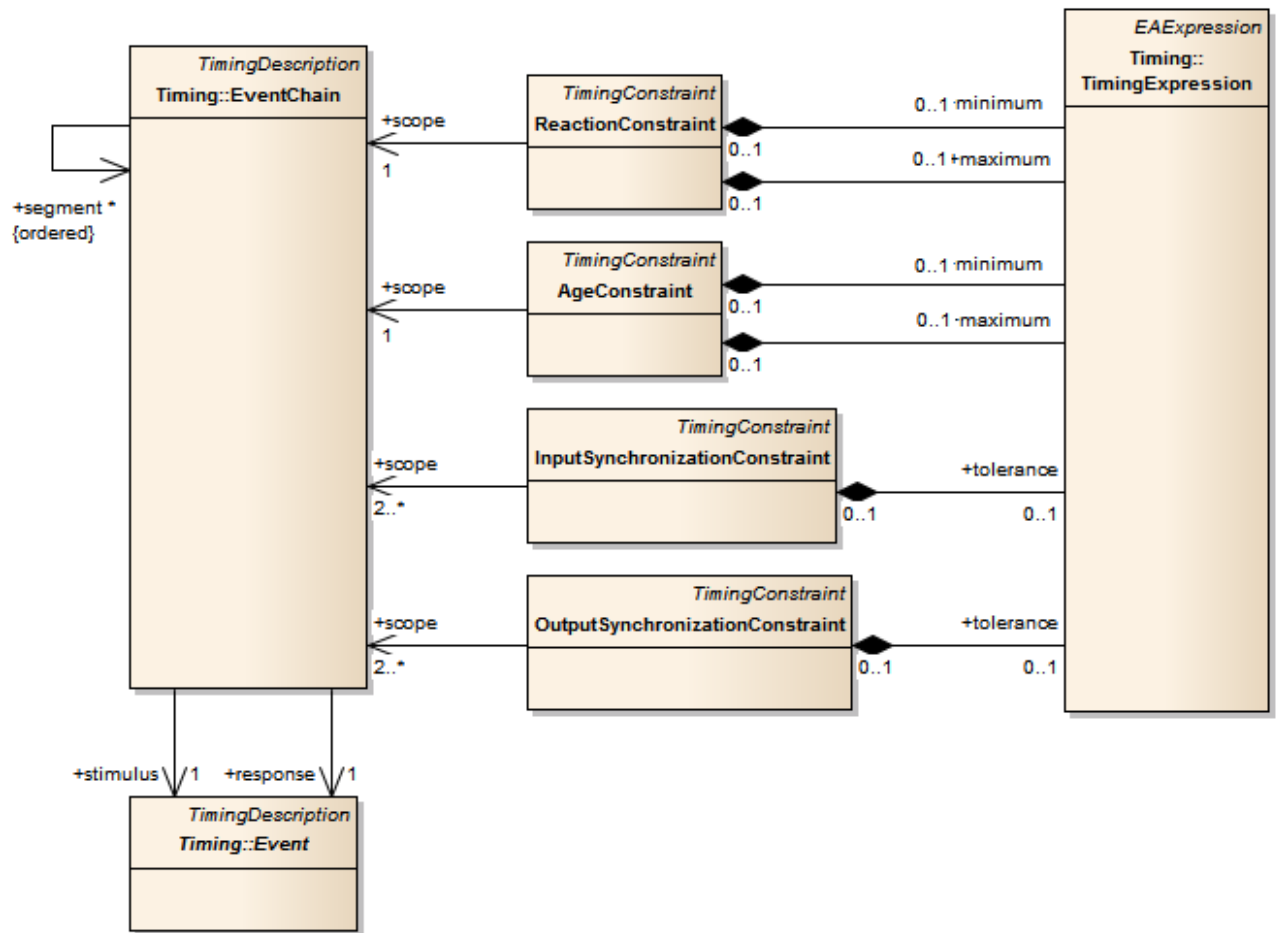 EAExpression
Timing::
TimingExpression
TimingDescription
Timing::EventChain
+segment *
{ordered}
+scope
1
TimingConstraint
ReactionConstraint
0..1
0..1
0..1 ·minimum
0..1 +maximum
+scope
1
TimingConstraint
AgeConstraint
0..1
0..1
0..1 ·minimum
0..1 ·maximum
+scope
2..*
TimingConstraint
InputSynchronizationConstraint
0..1
+tolerance
0..1
+scope
2..*
TimingConstraint
OutputSynchronizationConstraint
0..1
+tolerance
0..1
+stimulus 1 +response 1
TimingDescription
Timing::Event